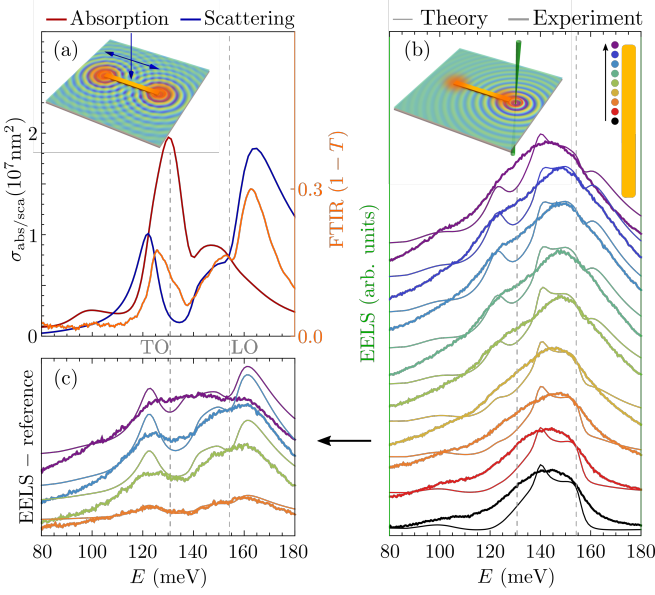 Absorption Scattering
Theory Experiment
(a)
(b)
2
1
0
σabs/sca(10⁷nm²)
0.3
0.0
FTIR (1 − T)
TO
LO
(c)
EELS − reference
EELS (arb. units)
80 100 120 140 160 180
80 100 120 140 160 180
E (meV)
E (meV)